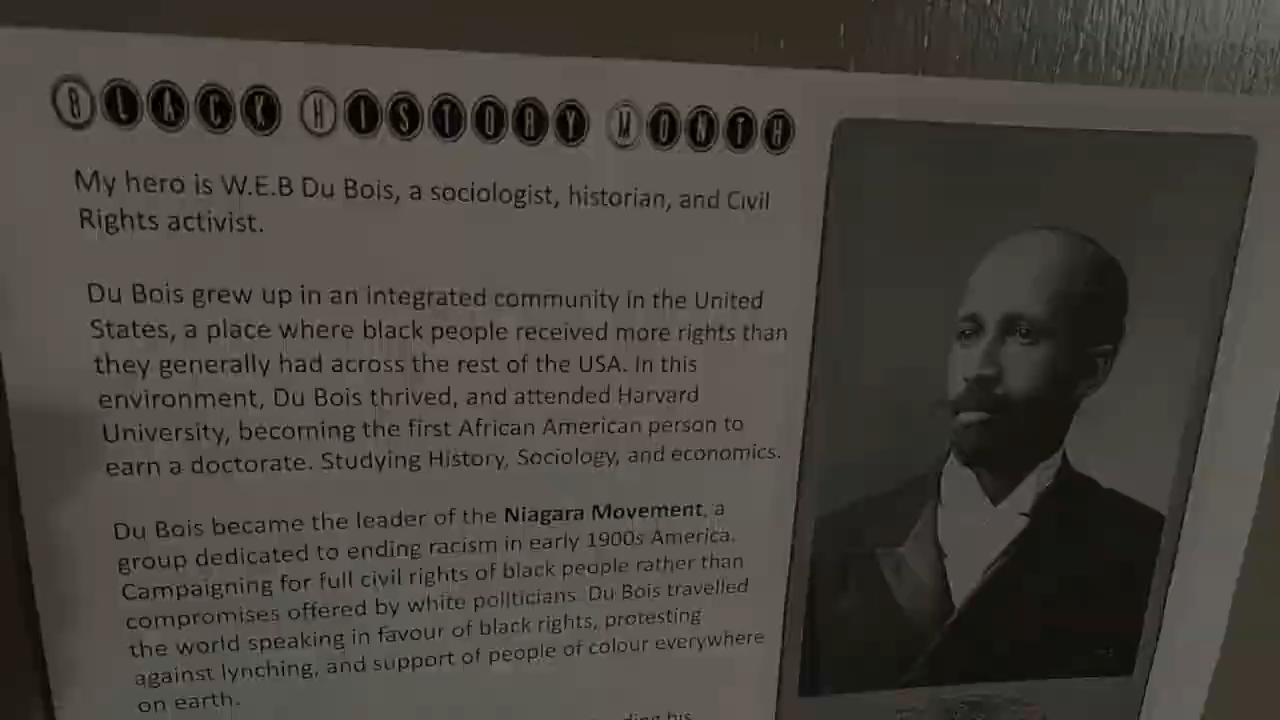 BLACK HISTORY MONTH
My hero is W.E.B Du Bois, a sociologist, historian, and Civil
Rights activist.
Du Bois grew up in an integrated community in the United
States, a place where black people received more rights than
they generally had across the rest of the USA. In this
environment, Du Bois thrived, and attended Harvard
University, becoming the first African American person to
earn a doctorate. Studying History, Sociology, and economics.
Du Bois became the leader of the Niagara Movement, a
group dedicated to ending racism in early 1900s America.
Campaigning for full civil rights of black people rather than
compromises offered by white politicians. Du Bois travelled
the world speaking in favour of black rights, protesting
against lynching, and support of people of colour everywhere
on earth.
his